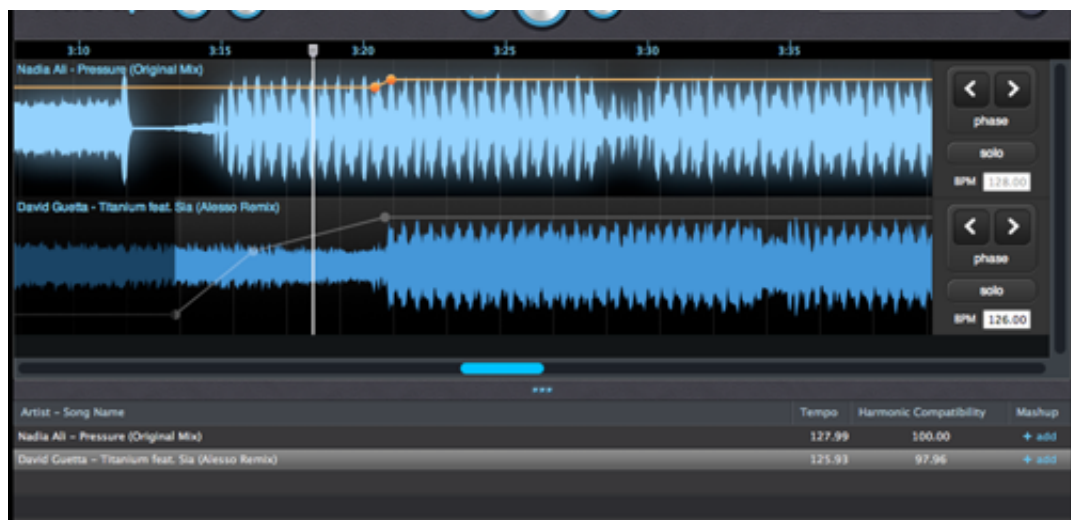 3:10 3:15 3:20 3:25 3:30 3:35
Nadia Ali - Pressure (Original Mix)
phase
solo
BPM 128.00
David Guetta - Titanium feat. Sia (Alesso Remix)
phase
solo
BPM 126.00
Artist – Song Name Tempo Harmonic Compatibility Mashup
Nadia Ali – Pressure (Original Mix) 127.99 100.00 + add
David Guetta – Titanium feat. Sia (Alesso Remix) 125.93 97.96 + add